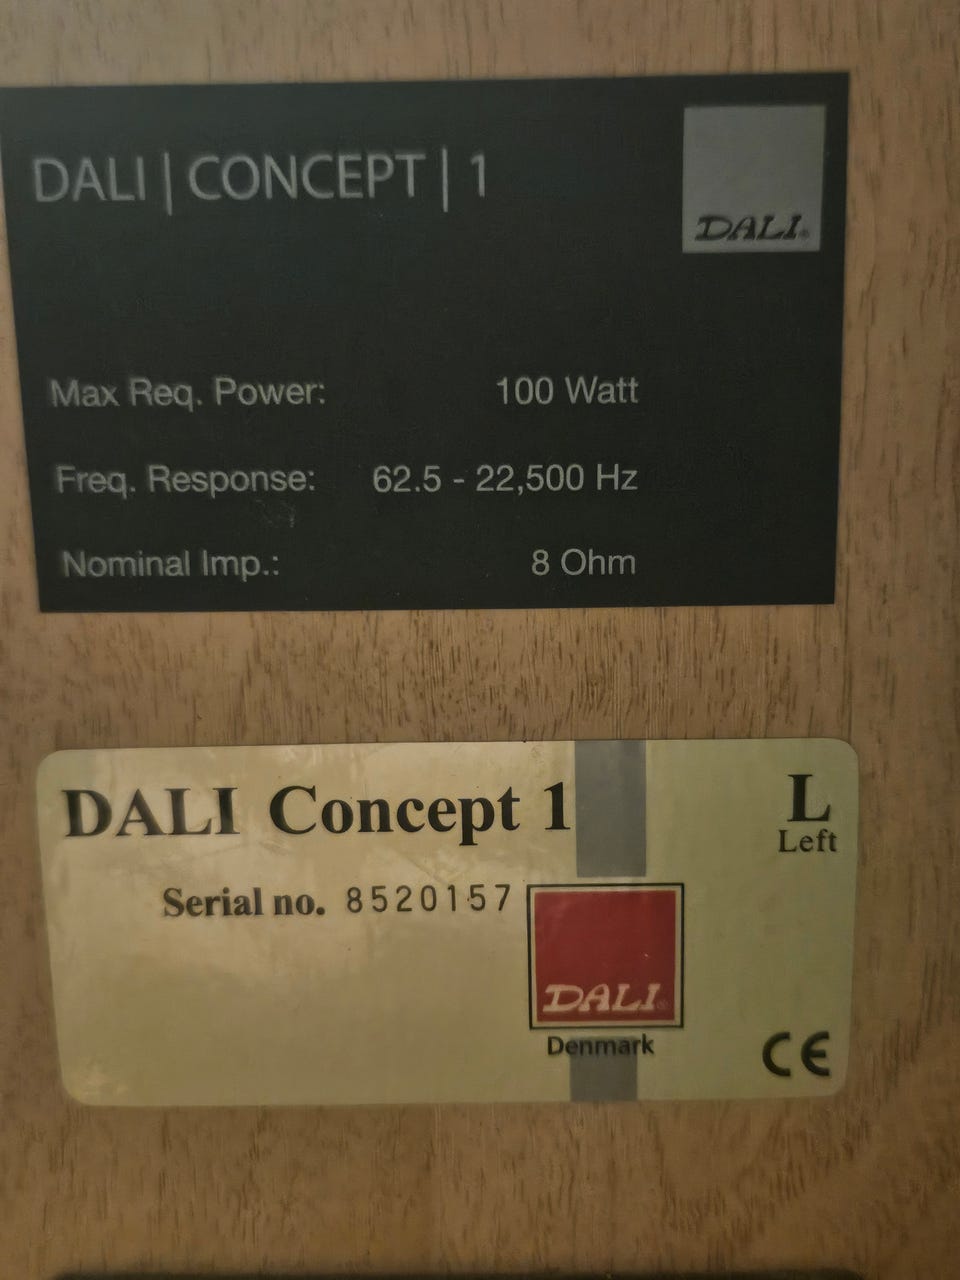 DALI | CONCEPT | 1
DALI®
Max Req. Power: 100 Watt
Freq. Response: 62.5 - 22,500 Hz
Nominal Imp.: 8 Ohm
DALI Concept 1
L
Left
Serial no. 8520157
DALI®
Denmark
CE